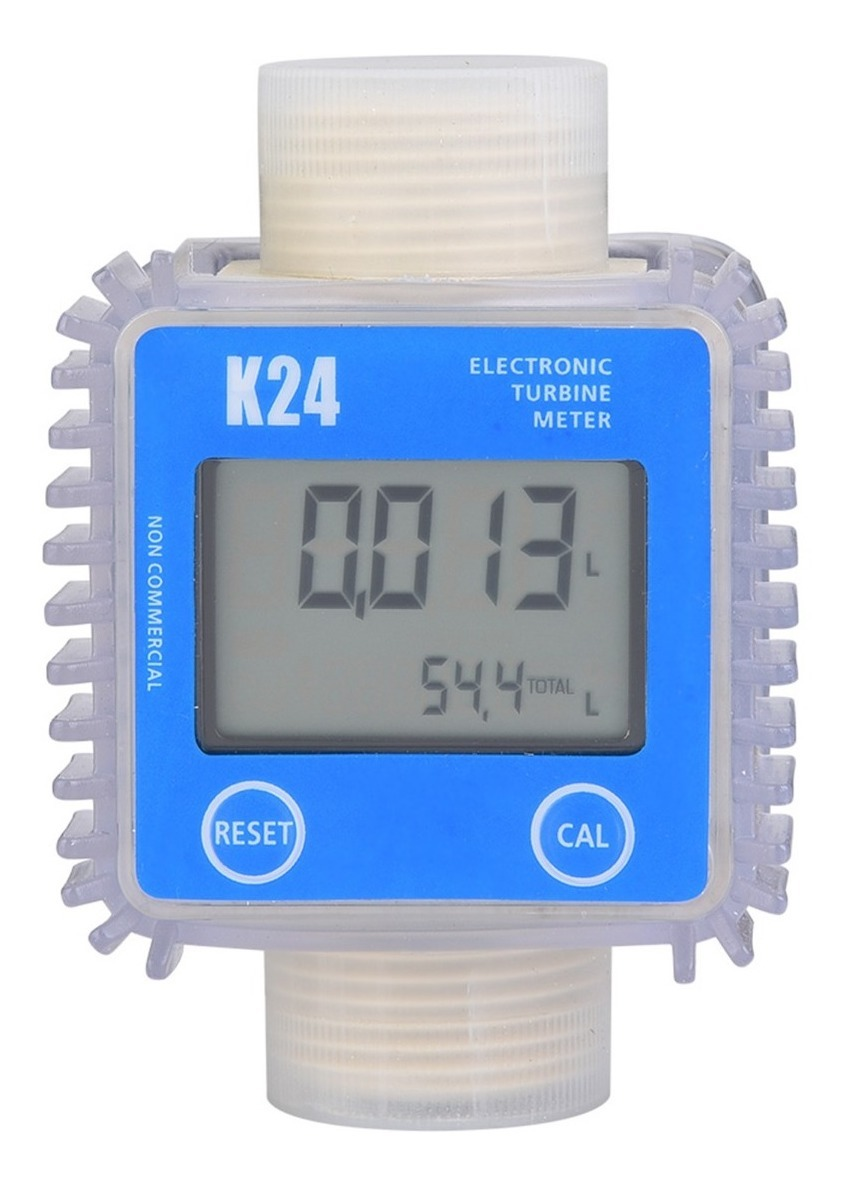 K24
ELECTRONIC
TURBINE
METER
NON COMMERCIAL
0,013 L
54,4 TOTAL L
RESET
CAL